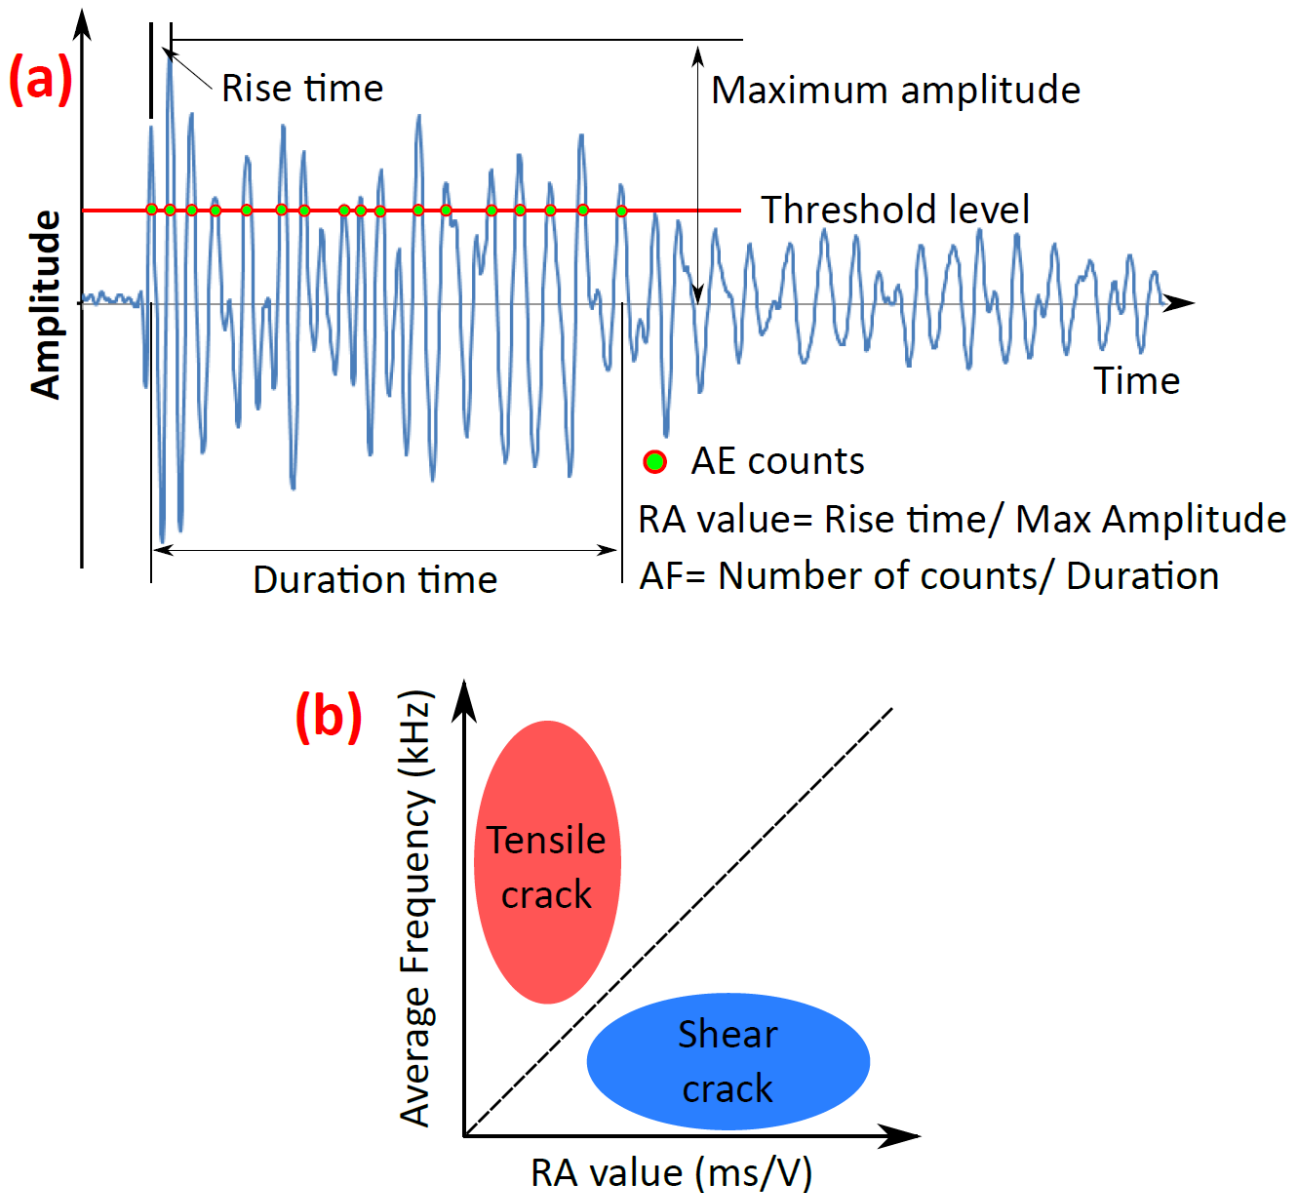 (a)
Rise time
Maximum amplitude
Threshold level
Amplitude
Time
AE counts
RA value= Rise time/ Max Amplitude
Duration time
AF= Number of counts/ Duration
(b)
Average Frequency (kHz)
Tensile
crack
Shear
crack
RA value (ms/V)